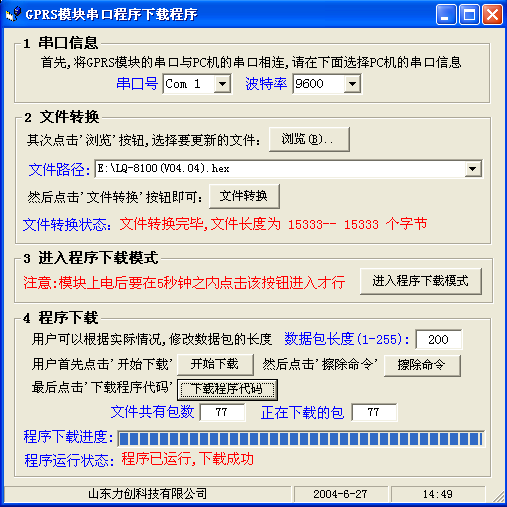 GPRS模块串口程序下载程序
1 串口信息
首先,将GPRS模块的串口与PC机的串口相连,请在下面选择PC机的串口信息
串口号 Com 1 波特率 9600
2 文件转换
其次点击'浏览'按钮,选择要更新的文件: 浏览(R)..
文件路径: E:\LQ-8100(V04.04).hex
然后点击'文件转换'按钮即可: 文件转换
文件转换状态: 文件转换完毕,文件长度为 15333-- 15333 个字节
3 进入程序下载模式
注意:模块上电后要在5秒钟之内点击该按钮进入才行 进入程序下载模式
4 程序下载
用户可以根据实际情况,修改数据包的长度 数据包长度(1-255): 200
用户首先点击'开始下载' 开始下载 然后点击'擦除命令' 擦除命令
最后点击'下载程序代码' 下载程序代码
文件共有包数 77 正在下载的包 77
程序下载进度:
程序运行状态: 程序已运行,下载成功
山东力创科技有限公司 2004-6-27 14:49